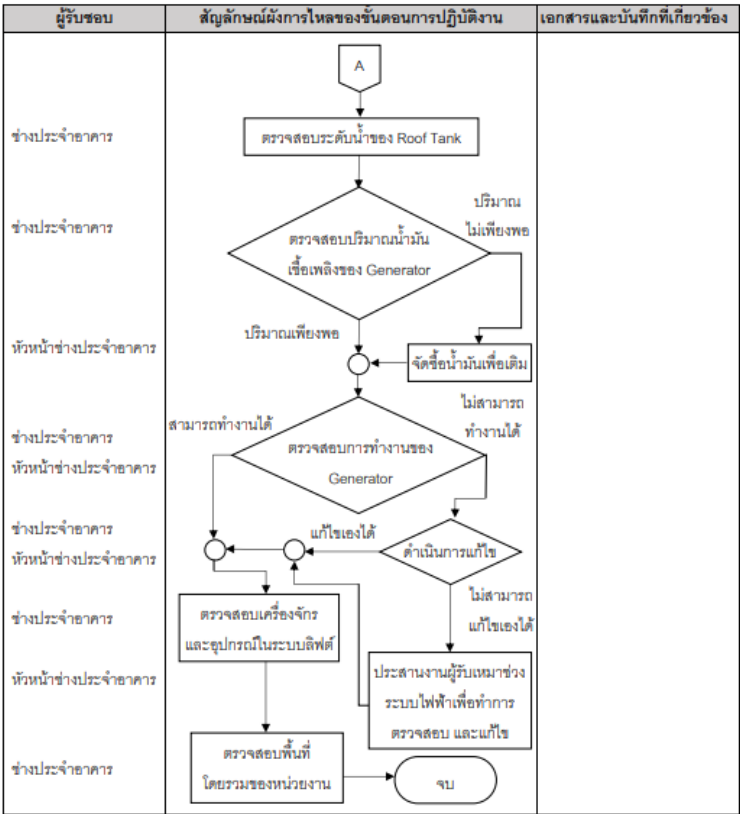 ผู้รับชอบ
สัญลักษณ์ผังการไหลของขั้นตอนการปฏิบัติงาน
เอกสารและบันทึกที่เกี่ยวข้อง
A
ช่างประจำอาคาร
ตรวจสอบระดับน้ำของ Roof Tank
ช่างประจำอาคาร
ตรวจสอบปริมาณน้ำมัน
เชื้อเพลิงของ Generator
ปริมาณ
ไม่เพียงพอ
ปริมาณเพียงพอ
หัวหน้าช่างประจำอาคาร
จัดซื้อน้ำมันเพื่อเติม
สามารถทำงานได้
ไม่สามารถ
ทำงานได้
ช่างประจำอาคาร
หัวหน้าช่างประจำอาคาร
ตรวจสอบการทำงานของ
Generator
ช่างประจำอาคาร
หัวหน้าช่างประจำอาคาร
แก้ไขเองได้
ดำเนินการแก้ไข
ไม่สามารถ
แก้ไขเองได้
ช่างประจำอาคาร
ตรวจสอบเครื่องจักร
และอุปกรณ์ในระบบลิฟต์
หัวหน้าช่างประจำอาคาร
ประสานงานผู้รับเหมาช่วง
ระบบไฟฟ้าเพื่อทำการ
ตรวจสอบ และแก้ไข
ช่างประจำอาคาร
ตรวจสอบพื้นที่
โดยรวมของหน่วยงาน
จบ